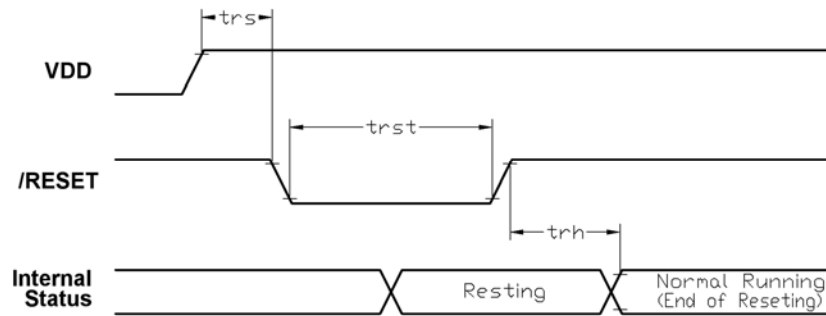 trs
VDD
trst
/RESET
trh
Internal
Status
Resting
Normal Running
(End of Reseting)